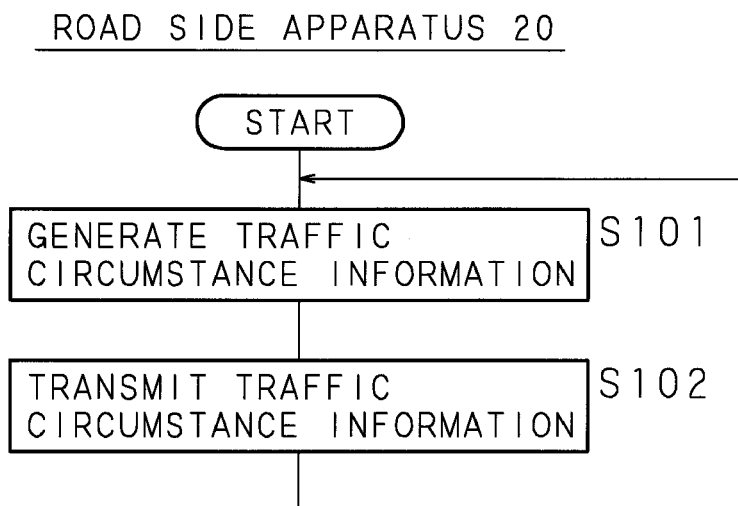 ROAD SIDE APPARATUS 20
START
GENERATE TRAFFIC
CIRCUMSTANCE INFORMATION
S101
TRANSMIT TRAFFIC
CIRCUMSTANCE INFORMATION
S102